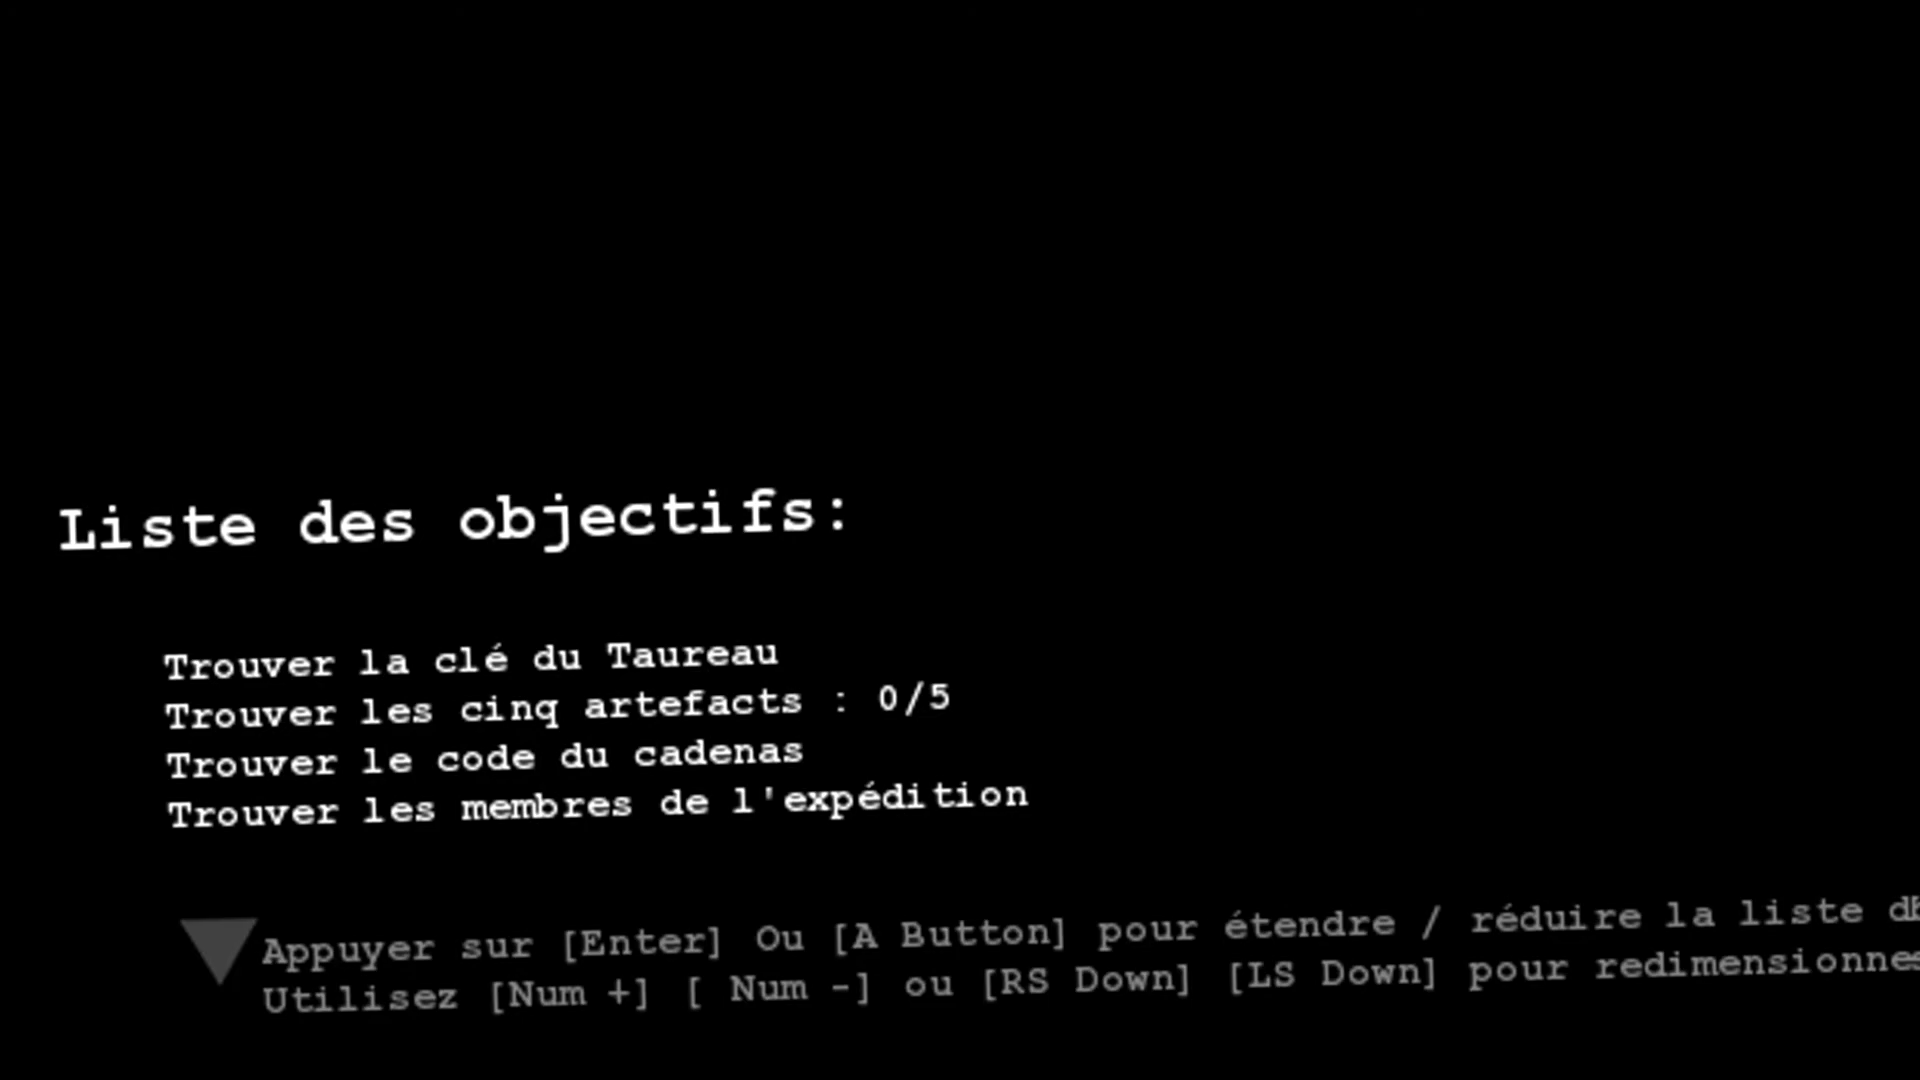 Liste des objectifs:
Trouver la clé du Taureau
Trouver les cinq artefacts : 0/5
Trouver le code du cadenas
Trouver les membres de l'expédition
Appuyer sur [Enter] Ou [A Button] pour étendre / réduire la liste
Utilisez [Num +] [ Num -] ou [RS Down] [LS Down] pour